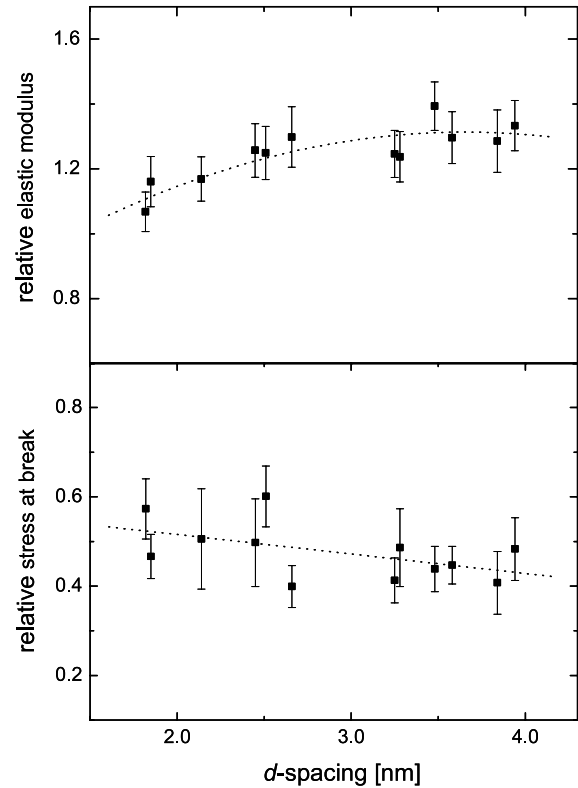 relative elastic modulus
1.6
1.2
0.8
relative stress at break
0.8
0.6
0.4
0.2
2.0 3.0 4.0
d-spacing [nm]